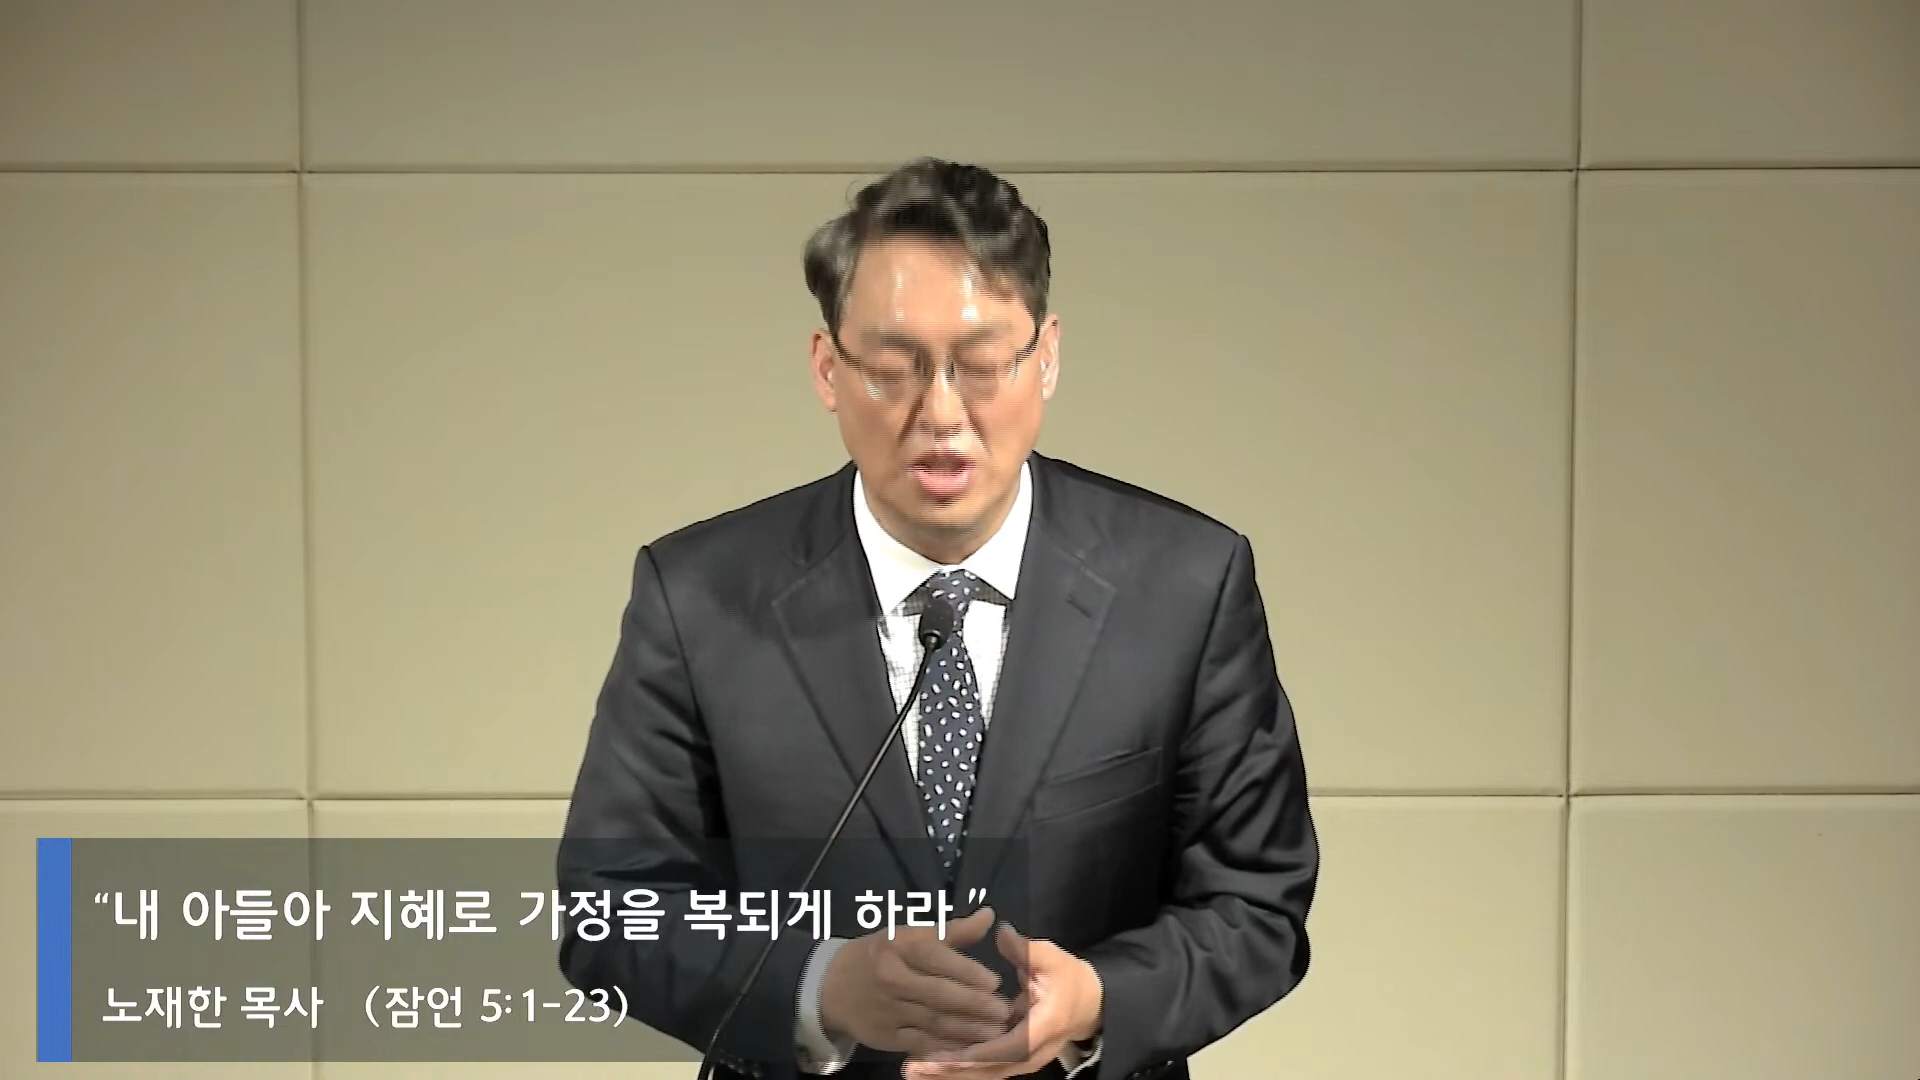 “내 아들아 지혜로 가정을 복되게 하라”
노재한 목사 (잠언 5:1-23)